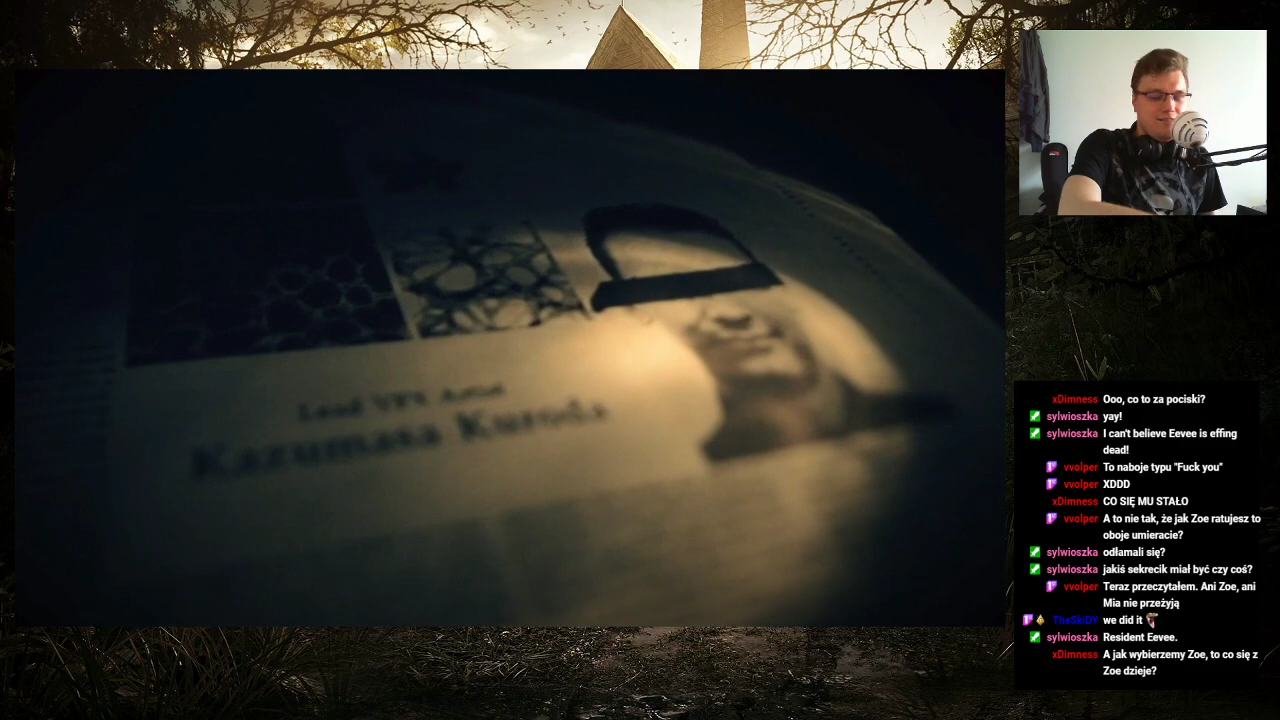 Lead VFX Artist
Kazumasa Kuroda
xDimness Ooo, co to za pociski?
sylwioszka yay!
sylwioszka I can't believe Eevee is effing
dead!
vvolper To naboje typu "Fuck you"
vvolper XDDD
xDimness CO SIĘ MU STAŁO
vvolper A to nie tak, że jak Zoe ratujesz to
oboje umieracie?
sylwioszka odłamali się?
sylwioszka jakiś sekrecik miał być czy coś?
vvolper Teraz przeczytałem. Ani Zoe, ani
Mia nie przeżyją
TheSkiDY we did it
sylwioszka Resident Eevee.
xDimness A jak wybierzemy Zoe, to co się z
Zoe dzieje?